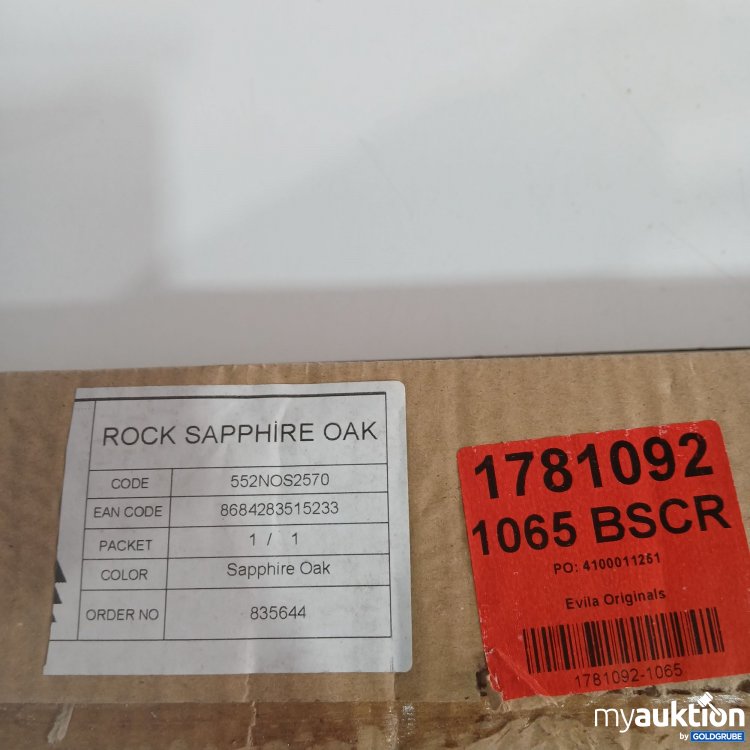 ROCK SAPPHİRE OAK
CODE 552NOS2570
EAN CODE 8684283515233
PACKET 1 / 1
COLOR Sapphire Oak
ORDER NO 835644
1781092
1065 BSCR
PO: 4100011251
Evila Originals
1781092-1065
myauktion
by GOLDGRUBE